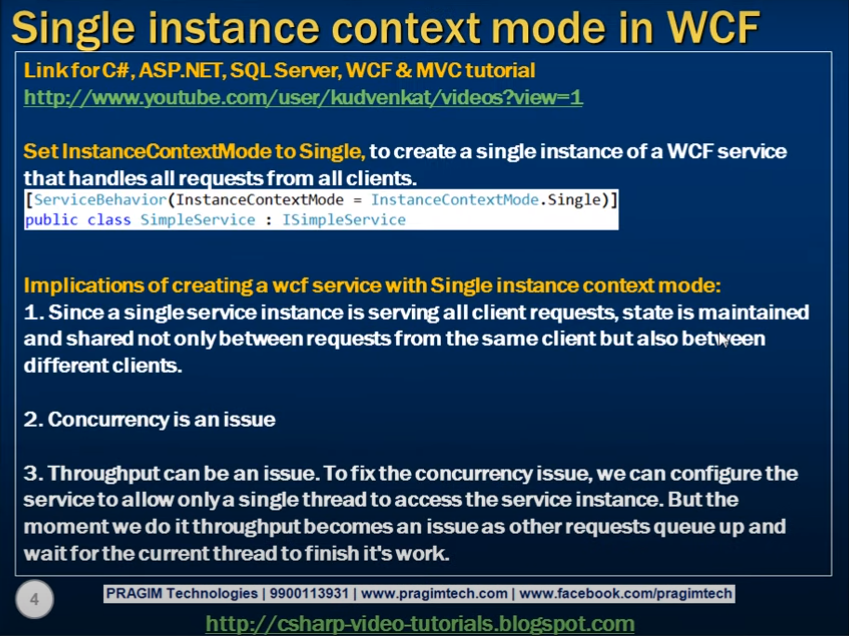 Single instance context mode in WCF
Link for C#, ASP.NET, SQL Server, WCF & MVC tutorial
http://www.youtube.com/user/kudvenkat/videos?view=1
Set InstanceContextMode to Single, to create a single instance of a WCF service
that handles all requests from all clients.
[ServiceBehavior(InstanceContextMode = InstanceContextMode.Single)]
public class SimpleService : ISimpleService
Implications of creating a wcf service with Single instance context mode:
1. Since a single service instance is serving all client requests, state is maintained
and shared not only between requests from the same client but also between
different clients.
2. Concurrency is an issue
3. Throughput can be an issue. To fix the concurrency issue, we can configure the
service to allow only a single thread to access the service instance. But the
moment we do it throughput becomes an issue as other requests queue up and
wait for the current thread to finish it's work.
4
PRAGIM Technologies | 9900113931 | www.pragimtech.com | www.facebook.com/pragimtech
http://csharp-video-tutorials.blogspot.com